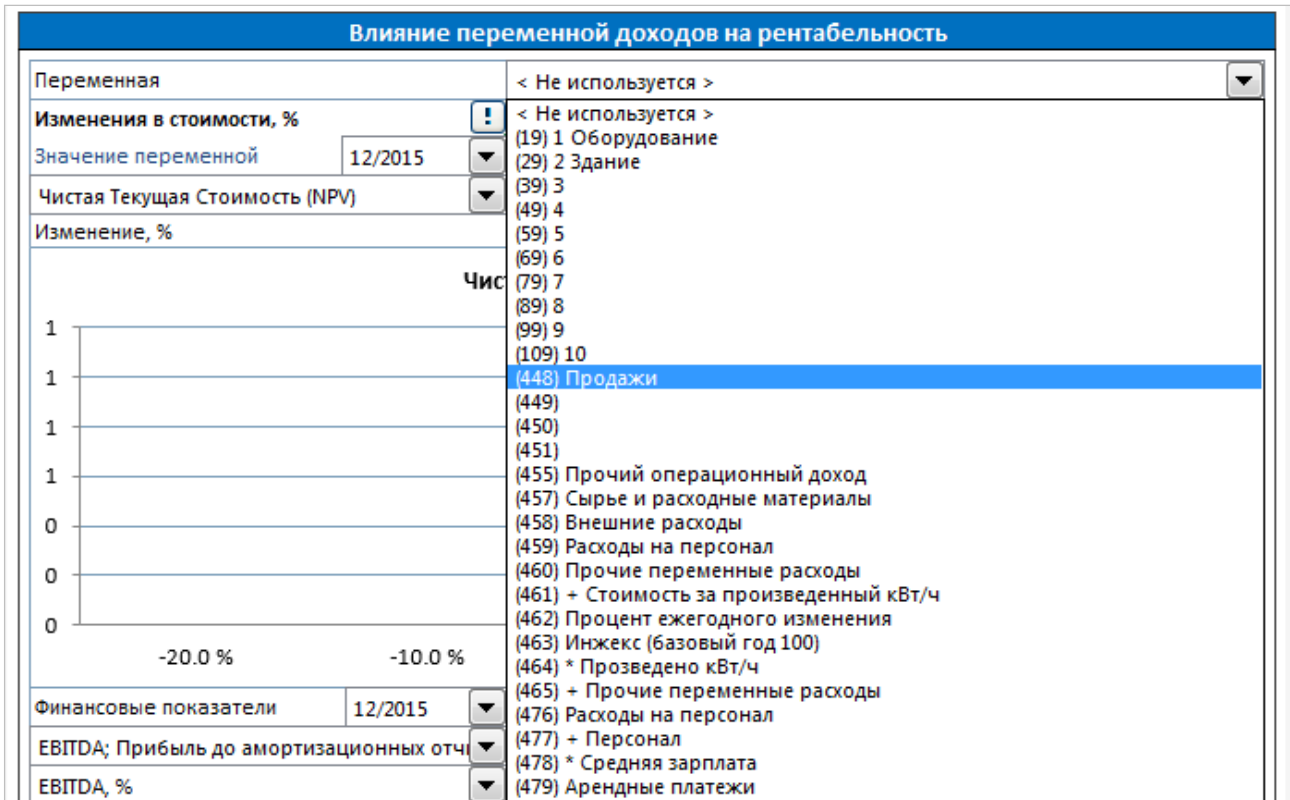 Влияние переменной доходов на рентабельность
Переменная
< Не используется >
Изменения в стоимости, %
!
Значение переменной
12/2015
Чистая Текущая Стоимость (NPV)
Изменение, %
< Не используется >
(19) 1 Оборудование
(29) 2 Здание
(39) 3
(49) 4
(59) 5
(69) 6
(79) 7
(89) 8
(99) 9
(109) 10
(448) Продажи
(449)
(450)
(451)
(455) Прочий операционный доход
(457) Сырье и расходные материалы
(458) Внешние расходы
(459) Расходы на персонал
(460) Прочие переменные расходы
(461) + Стоимость за произведенный кВт/ч
(462) Процент ежегодного изменения
(463) Инжекс (базовый год 100)
(464) * Прозведено кВт/ч
(465) + Прочие переменные расходы
(476) Расходы на персонал
(477) + Персонал
(478) * Средняя зарплата
(479) Арендные платежи
Чис
1
1
1
1
0
0
0
-20.0 % -10.0 %
Финансовые показатели
12/2015
EBITDA; Прибыль до амортизационных отч
EBITDA, %